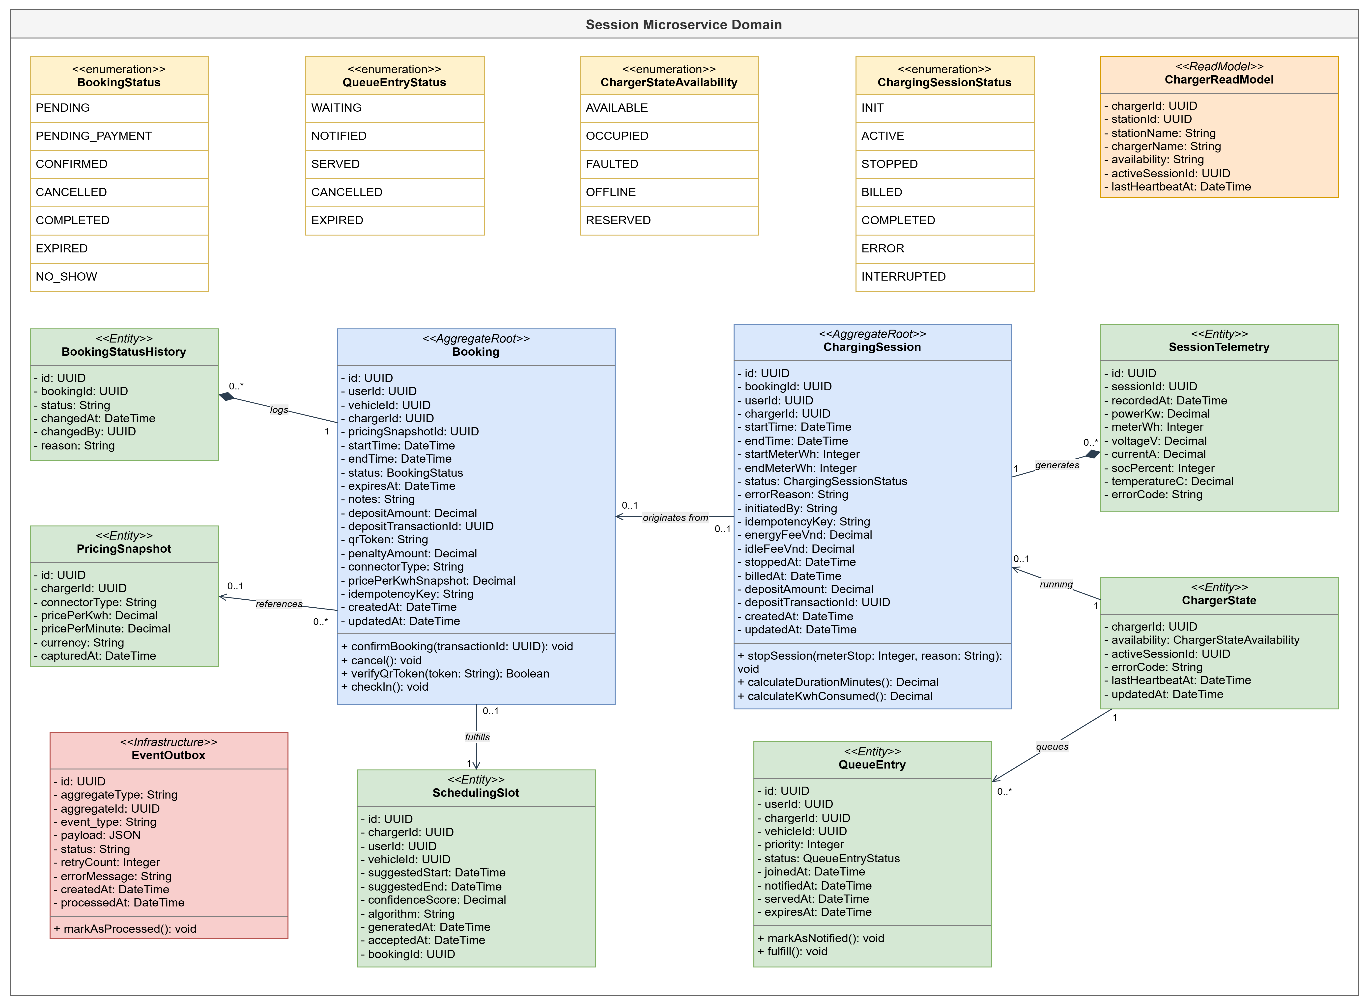 Session Microservice Domain
<<enumeration>>
BookingStatus
PENDING
PENDING_PAYMENT
CONFIRMED
CANCELLED
COMPLETED
EXPIRED
NO_SHOW
<<enumeration>>
QueueEntryStatus
WAITING
NOTIFIED
SERVED
CANCELLED
EXPIRED
<<enumeration>>
ChargerStateAvailability
AVAILABLE
OCCUPIED
FAULTED
OFFLINE
RESERVED
<<enumeration>>
ChargingSessionStatus
INIT
ACTIVE
STOPPED
BILLED
COMPLETED
ERROR
INTERRUPTED
<<ReadModel>>
ChargerReadModel
- chargerId: UUID
- stationId: UUID
- stationName: String
- chargerName: String
- availability: String
- activeSessionId: UUID
- lastHeartbeatAt: DateTime
<<Entity>>
BookingStatusHistory
- id: UUID
- bookingId: UUID
- status: String
- changedAt: DateTime
- changedBy: UUID
- reason: String
0..*
logs
1
<<AggregateRoot>>
Booking
- id: UUID
- userId: UUID
- vehicleId: UUID
- chargerId: UUID
- pricingSnapshotId: UUID
- startTime: DateTime
- endTime: DateTime
- status: BookingStatus
- expiresAt: DateTime
- notes: String
- depositAmount: Decimal
- depositTransactionId: UUID
- qrToken: String
- penaltyAmount: Decimal
- connectorType: String
- pricePerKwhSnapshot: Decimal
- idempotencyKey: String
- createdAt: DateTime
- updatedAt: DateTime
+ confirmBooking(transactionId: UUID): void
+ cancel(): void
+ verifyQrToken(token: String): Boolean
+ checkIn(): void
0..1
originates from
0..1
<<AggregateRoot>>
ChargingSession
- id: UUID
- bookingId: UUID
- userId: UUID
- chargerId: UUID
- startTime: DateTime
- endTime: DateTime
- startMeterWh: Integer
- endMeterWh: Integer
- status: ChargingSessionStatus
- errorReason: String
- initiatedBy: String
- idempotencyKey: String
- energyFeeVnd: Decimal
- idleFeeVnd: Decimal
- stoppedAt: DateTime
- billedAt: DateTime
- depositAmount: Decimal
- depositTransactionId: UUID
- createdAt: DateTime
- updatedAt: DateTime
+ stopSession(meterStop: Integer, reason: String):
void
+ calculateDurationMinutes(): Decimal
+ calculateKwhConsumed(): Decimal
0..*
generates
1
<<Entity>>
SessionTelemetry
- id: UUID
- sessionId: UUID
- recordedAt: DateTime
- powerKw: Decimal
- meterWh: Integer
- voltageV: Decimal
- currentA: Decimal
- socPercent: Integer
- temperatureC: Decimal
- errorCode: String
<<Entity>>
PricingSnapshot
- id: UUID
- chargerId: UUID
- connectorType: String
- pricePerKwh: Decimal
- pricePerMinute: Decimal
- currency: String
- capturedAt: DateTime
0..1
references
0..*
0..1
running
1
<<Entity>>
ChargerState
- chargerId: UUID
- availability: ChargerStateAvailability
- activeSessionId: UUID
- errorCode: String
- lastHeartbeatAt: DateTime
- updatedAt: DateTime
1
queues
0..*
<<Infrastructure>>
EventOutbox
- id: UUID
- aggregateType: String
- aggregateId: UUID
- event_type: String
- payload: JSON
- status: String
- retryCount: Integer
- errorMessage: String
- createdAt: DateTime
- processedAt: DateTime
+ markAsProcessed(): void
0..1
fulfills
1
<<Entity>>
SchedulingSlot
- id: UUID
- chargerId: UUID
- userId: UUID
- vehicleId: UUID
- suggestedStart: DateTime
- suggestedEnd: DateTime
- confidenceScore: Decimal
- algorithm: String
- generatedAt: DateTime
- acceptedAt: DateTime
- bookingId: UUID
<<Entity>>
QueueEntry
- id: UUID
- userId: UUID
- chargerId: UUID
- vehicleId: UUID
- priority: Integer
- status: QueueEntryStatus
- joinedAt: DateTime
- notifiedAt: DateTime
- servedAt: DateTime
- expiresAt: DateTime
+ markAsNotified(): void
+ fulfill(): void